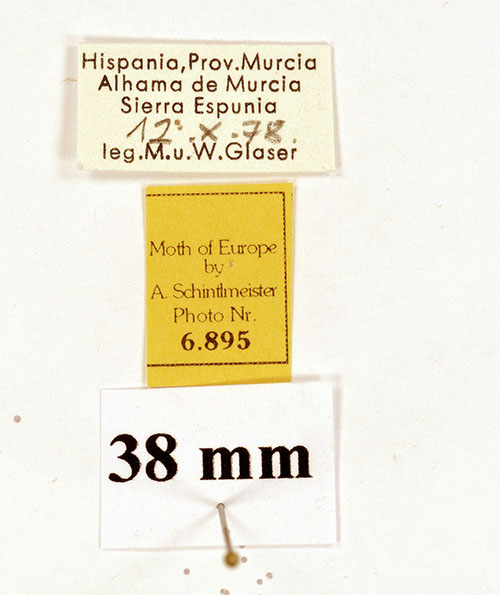 Hispania,Prov.Murcia
Alhama de Murcia
Sierra Espunia
12.X.78.
leg.M.u.W.Glaser
Moth of Europe
by
A. Schintlmeister
Photo Nr.
6.895
38 mm